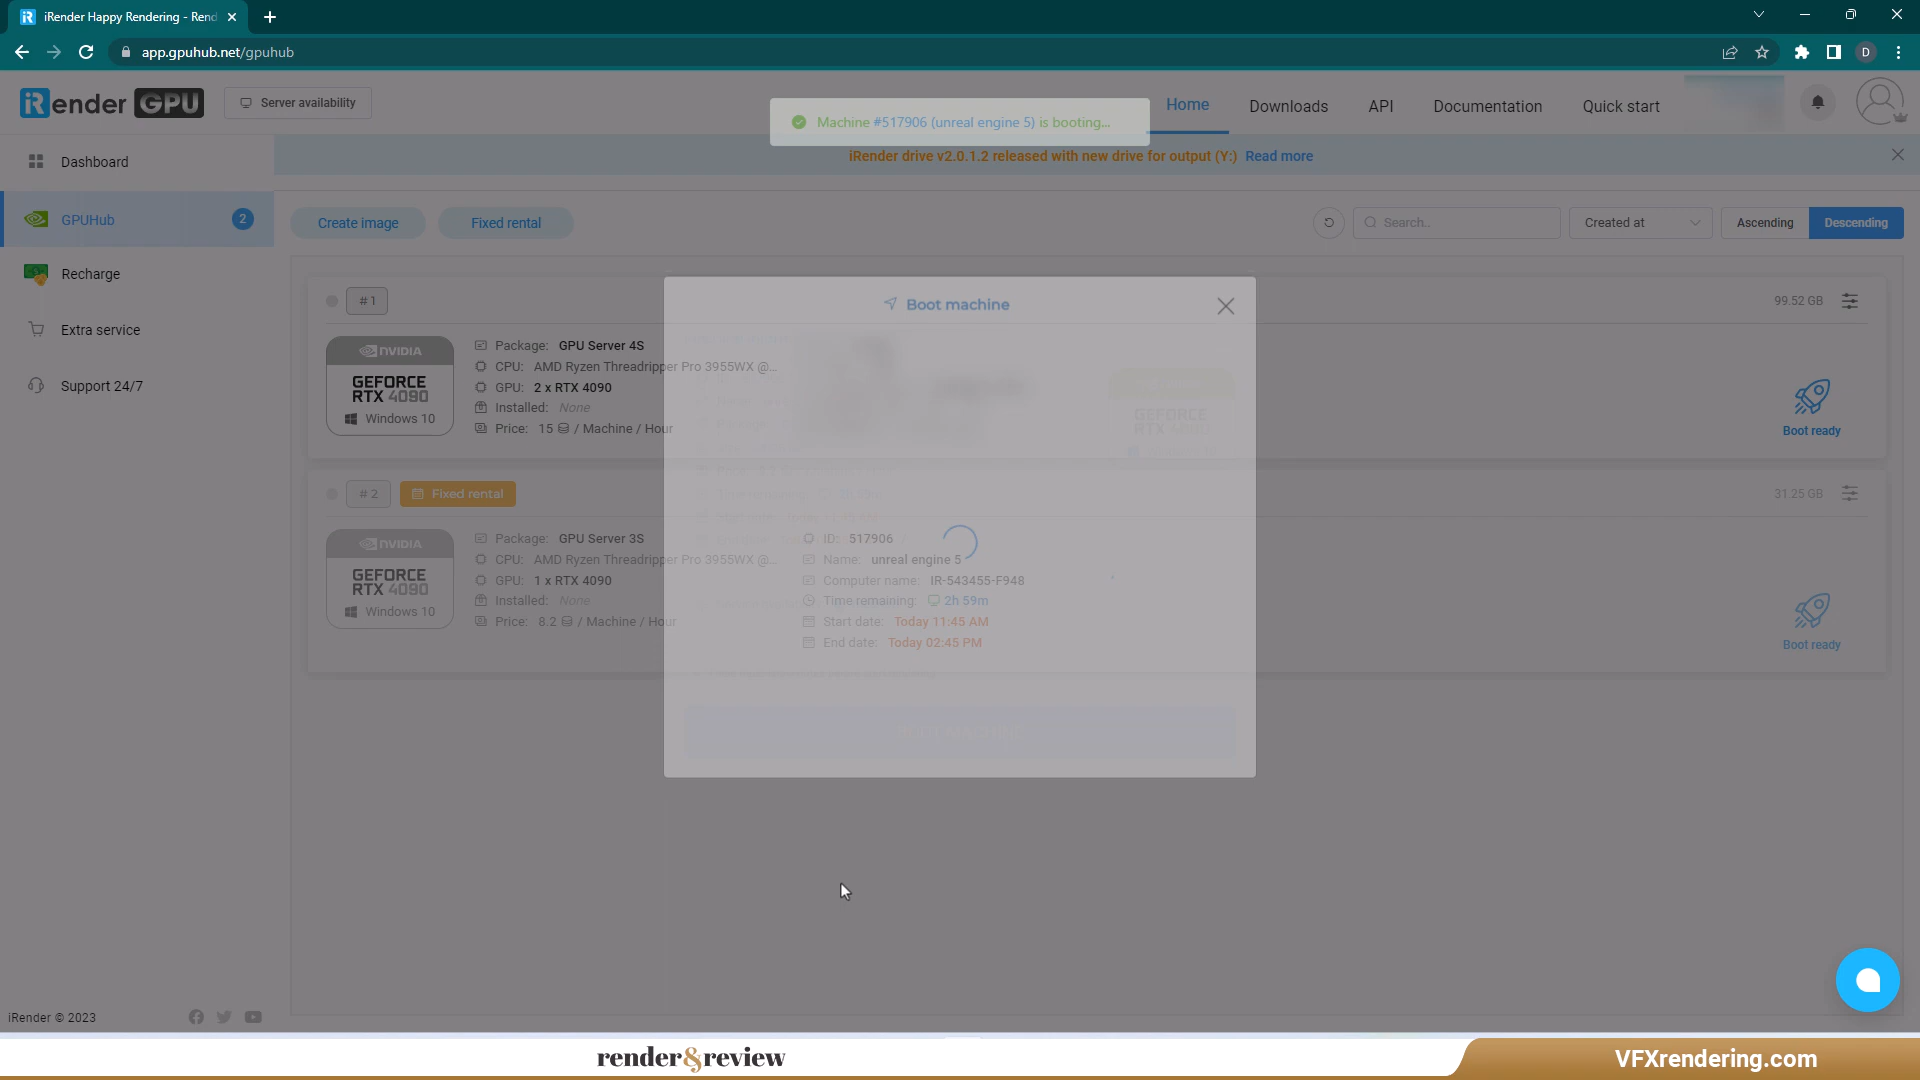 iRender Happy Rendering - Rend
app.gpuhub.net/gpuhub
D
iRender GPU
Server availability
Machine #517906 (unreal engine 5) is booting...
Home
Downloads
API
Documentation
Quick start
iRender drive v2.0.1.2 released with new drive for output (Y:) Read more
Dashboard
GPUHub
2
Recharge
Extra service
Support 24/7
Create image
Fixed rental
Search..
Created at
Ascending
Descending
Boot machine
#1
99.52 GB
NVIDIA
GEFORCE
RTX 4090
Windows 10
Package: GPU Server 4S
CPU: AMD Ryzen Threadripper Pro 3955WX @...
GPU: 2 x RTX 4090
Installed: None
Price: 15 / Machine / Hour
Boot ready
#2
Fixed rental
31.25 GB
NVIDIA
GEFORCE
RTX 4090
Windows 10
Package: GPU Server 3S
CPU: AMD Ryzen Threadripper Pro 3955WX @...
GPU: 1 x RTX 4090
Installed: None
Price: 8.2 / Machine / Hour
ID: 517906
Name: unreal engine 5
Computer name: IR-543455-F948
Time remaining: 2h 59m
Start date: Today 11:45 AM
End date: Today 02:45 PM
Boot ready
GEFORCE
RTX 4090
iRender © 2023
render&review
VFXrendering.com